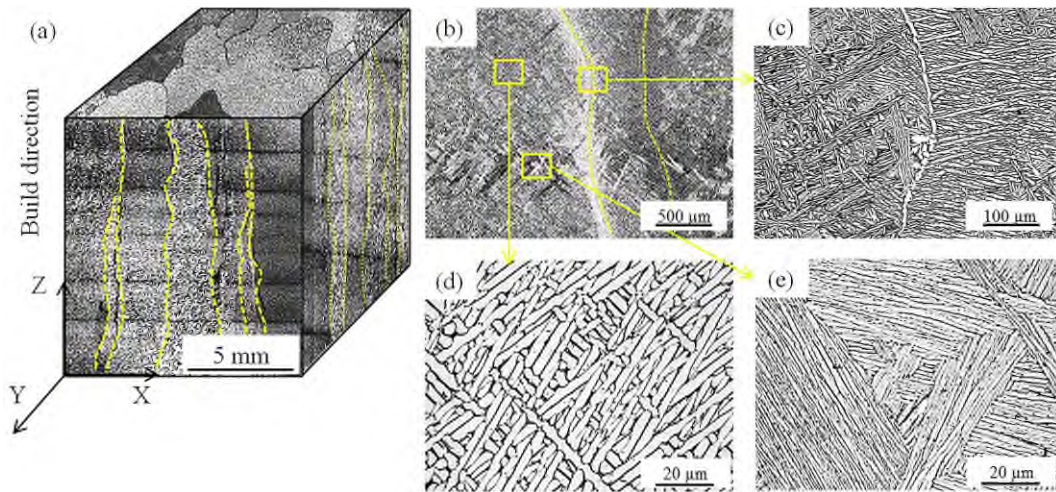 (a)
Build direction
Z
Y
X
5 mm
(b)
500 µm
(c)
100 µm
(d)
20 µm
(e)
20 µm